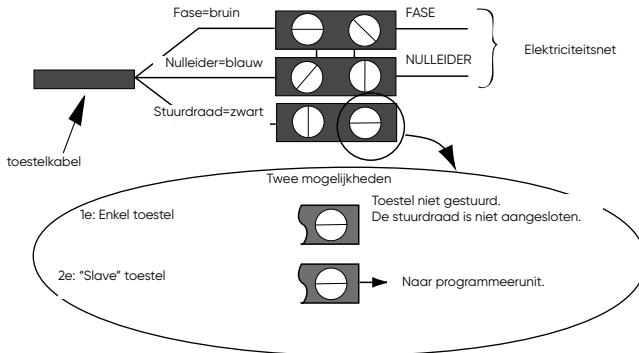 Fase=bruin
FASE
Nulleider=blauw
NULLEIDER
Elektriciteitsnet
Stuurdraad=zwart
toestelkabel
Twee mogelijkheden
1e: Enkel toestel
Toestel niet gestuurd.
De stuurdraad is niet aangesloten.
2e: "Slave" toestel
Naar programmeerunit.